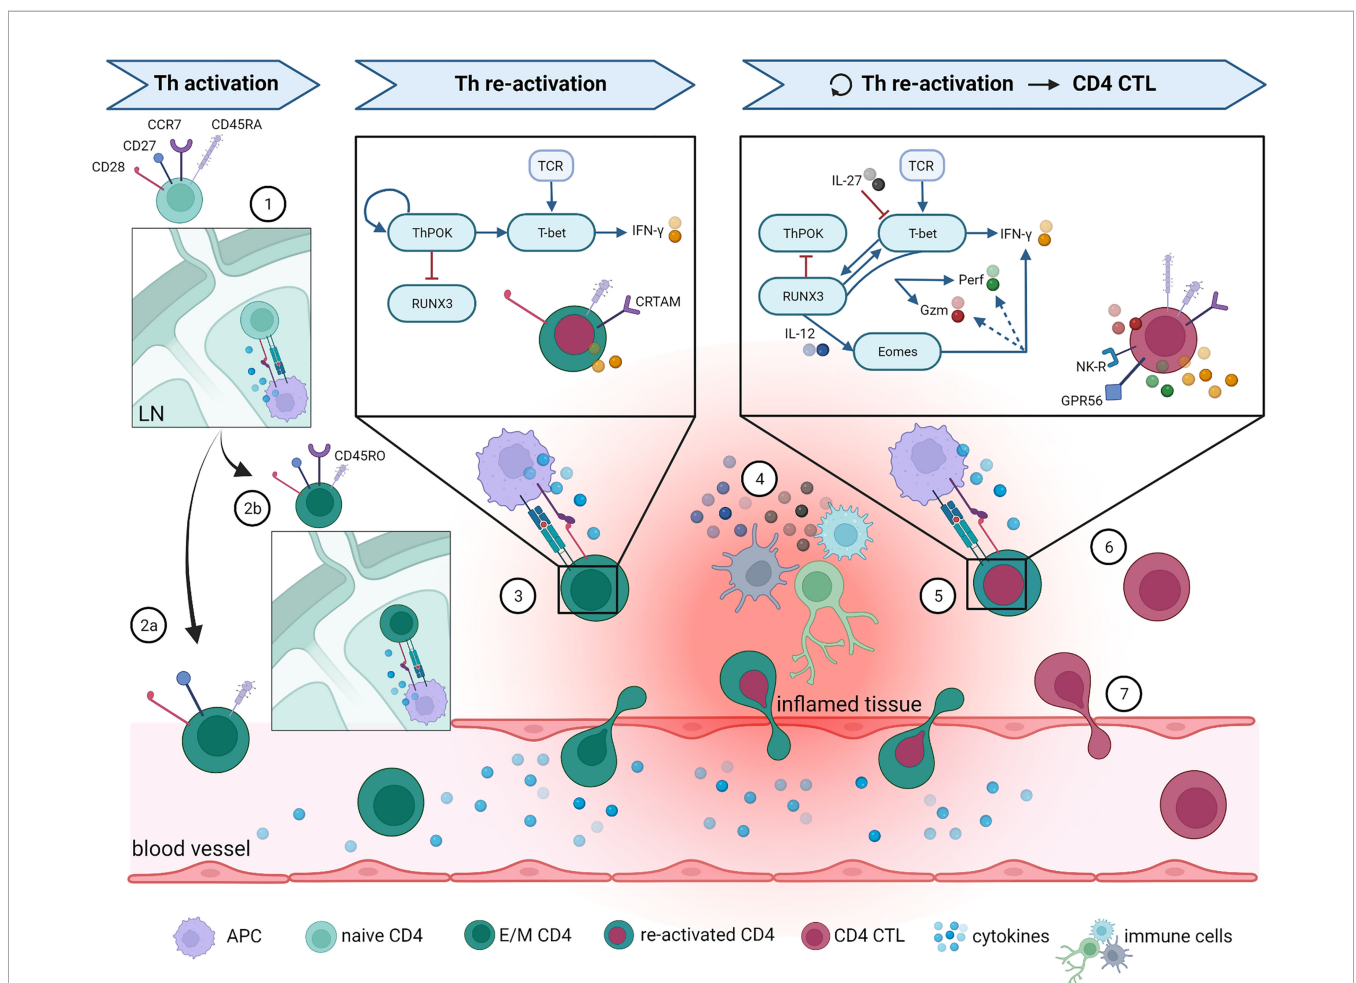 Th activation
Th re-activation
Th re-activation → CD4 CTL
CCR7
CD45RA
CD27
CD28
1
LN
TCR
ThPOK
T-bet
IFN-γ
RUNX3
CRTAM
TCR
IL-27
ThPOK
T-bet
IFN-γ
Perf
RUNX3
Gzm
IL-12
Eomes
NK-R
GPR56
CD45RO
2b
2a
3
4
5
6
7
inflamed tissue
blood vessel
APC
naive CD4
E/M CD4
re-activated CD4
CD4 CTL
cytokines
immune cells